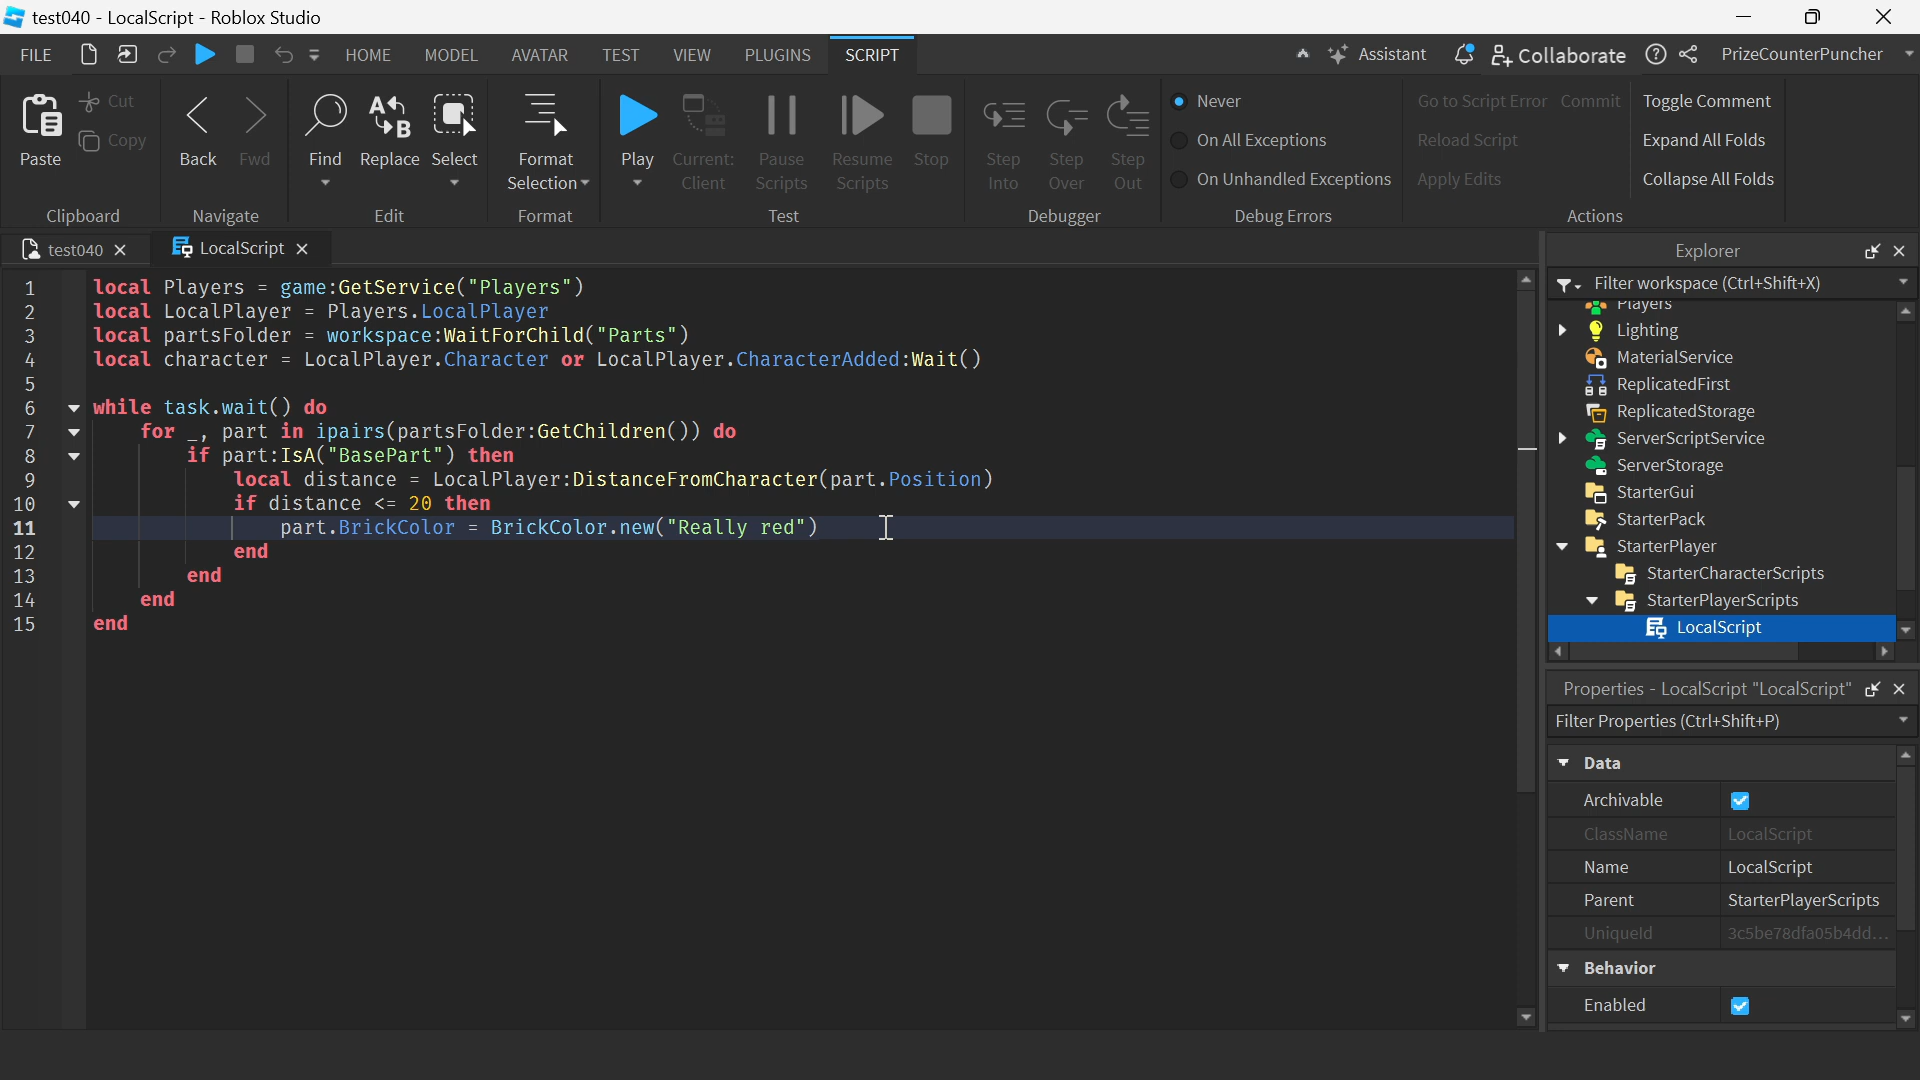 test040 - LocalScript - Roblox Studio
FILE HOME MODEL AVATAR TEST VIEW PLUGINS SCRIPT Assistant Collaborate PrizeCounterPuncher
Paste Cut Copy Back Fwd Find Replace Select Format Selection Play Current: Client Pause Scripts Resume Scripts Stop Step Into Step Over Step Out
Never Go to Script Error Commit Toggle Comment
On All Exceptions Reload Script Expand All Folds
On Unhandled Exceptions Apply Edits Collapse All Folds
Clipboard Navigate Edit Format Test Debugger Debug Errors Actions
test040 LocalScript
1 local Players = game:GetService("Players")
2 local LocalPlayer = Players.LocalPlayer
3 local partsFolder = workspace:WaitForChild("Parts")
4 local character = LocalPlayer.Character or LocalPlayer.CharacterAdded:Wait()
5
6 while task.wait() do
7 for _, part in ipairs(partsFolder:GetChildren()) do
8 if part:IsA("BasePart") then
9 local distance = LocalPlayer:DistanceFromCharacter(part.Position)
10 if distance <= 20 then
11 part.BrickColor = BrickColor.new("Really red")
12 end
13 end
14 end
15 end
Explorer
Filter workspace (Ctrl+Shift+X)
Players
Lighting
MaterialService
ReplicatedFirst
ReplicatedStorage
ServerScriptService
ServerStorage
StarterGui
StarterPack
StarterPlayer
StarterCharacterScripts
StarterPlayerScripts
LocalScript
Properties - LocalScript "LocalScript"
Filter Properties (Ctrl+Shift+P)
Data
Archivable
ClassName LocalScript
Name LocalScript
Parent StarterPlayerScripts
UniqueId 3c5be78dfa05b4dd...
Behavior
Enabled